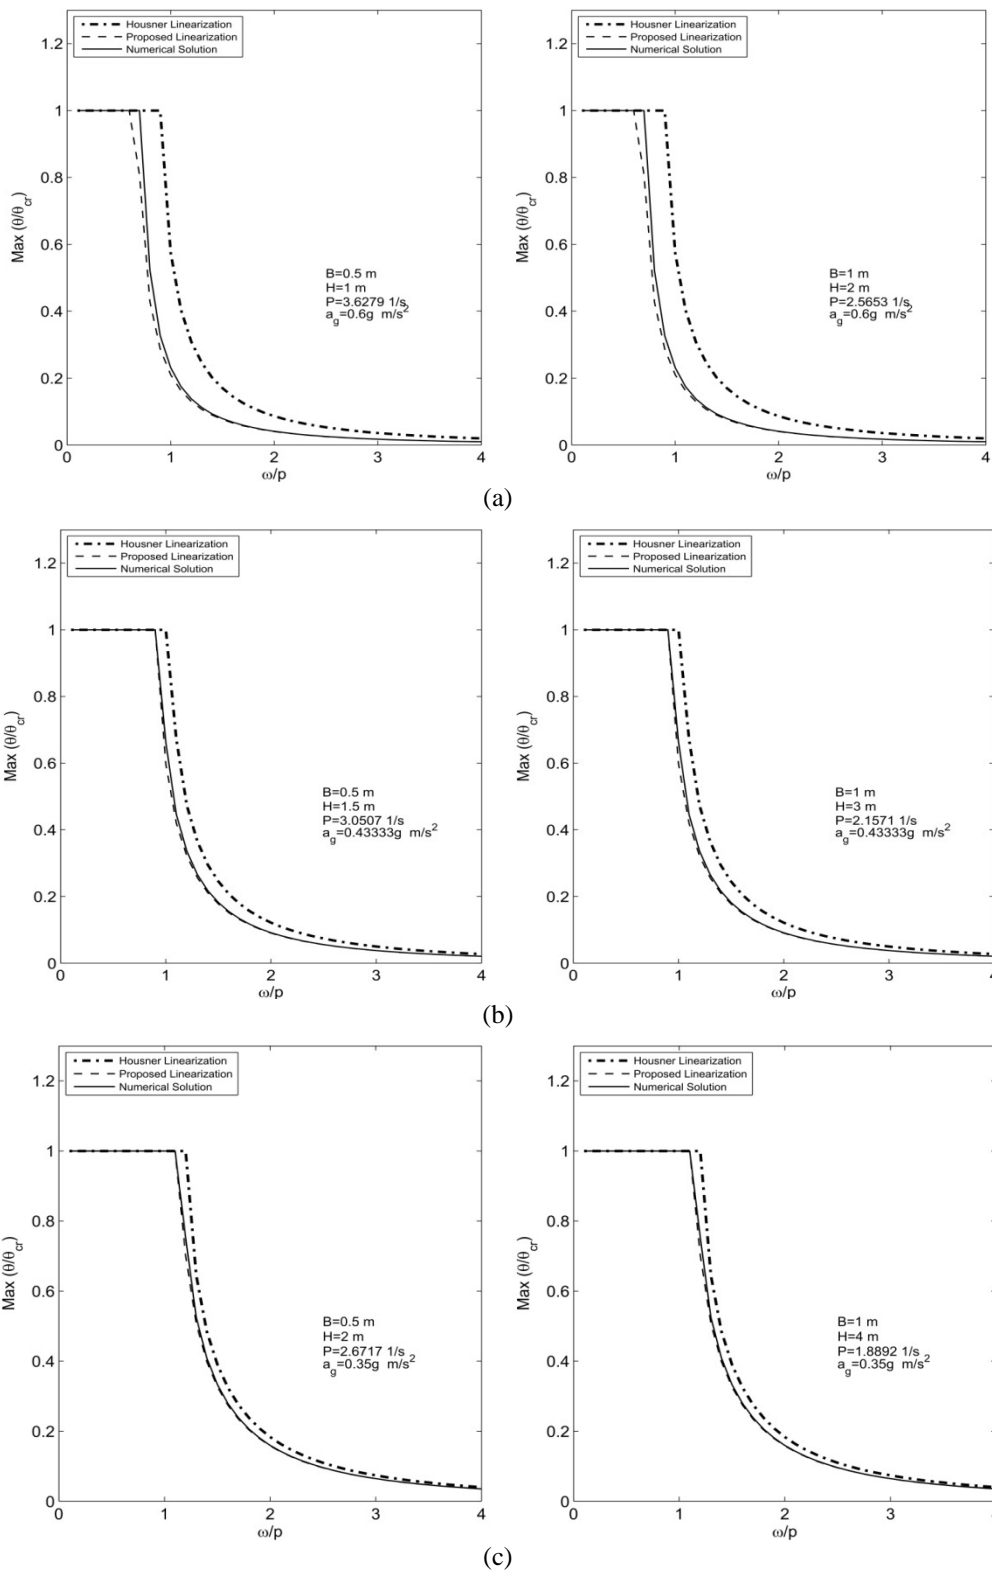 Housner Linearization
Proposed Linearization
Numerical Solution
1.2
1
0.8
0.6
0.4
0.2
0
Max (θ/θcr)
B=0.5 m
H=1 m
P=3.6279 1/s
ag=0.6g m/s2
0 1 2 3 4
ω/p
Housner Linearization
Proposed Linearization
Numerical Solution
1.2
1
0.8
0.6
0.4
0.2
0
Max (θ/θcr)
B=1 m
H=2 m
P=2.5653 1/s
ag=0.6g m/s2
0 1 2 3 4
ω/p
(a)
Housner Linearization
Proposed Linearization
Numerical Solution
1.2
1
0.8
0.6
0.4
0.2
0
Max (θ/θcr)
B=0.5 m
H=1.5 m
P=3.0507 1/s
ag=0.43333g m/s2
0 1 2 3 4
ω/p
Housner Linearization
Proposed Linearization
Numerical Solution
1.2
1
0.8
0.6
0.4
0.2
0
Max (θ/θcr)
B=1 m
H=3 m
P=2.1571 1/s
ag=0.43333g m/s2
0 1 2 3 4
ω/p
(b)
Housner Linearization
Proposed Linearization
Numerical Solution
1.2
1
0.8
0.6
0.4
0.2
0
Max (θ/θcr)
B=0.5 m
H=2 m
P=2.6717 1/s
ag=0.35g m/s2
0 1 2 3 4
ω/p
Housner Linearization
Proposed Linearization
Numerical Solution
1.2
1
0.8
0.6
0.4
0.2
0
Max (θ/θcr)
B=1 m
H=4 m
P=1.8892 1/s
ag=0.35g m/s2
0 1 2 3 4
ω/p
(c)